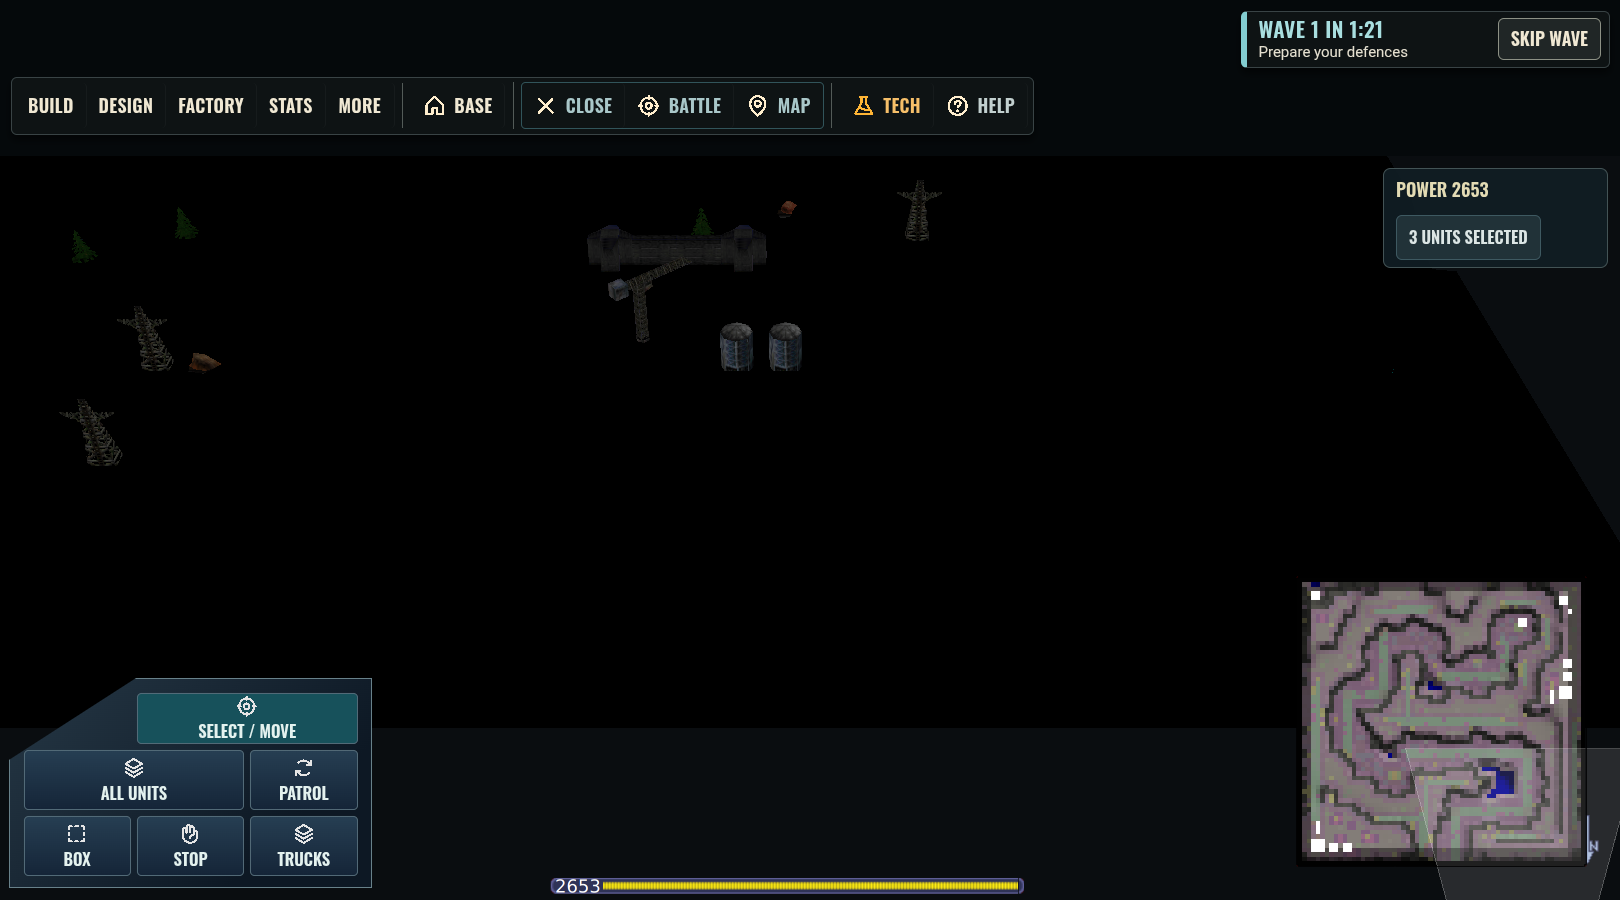 WAVE 1 IN 1:21
Prepare your defences
SKIP WAVE
BUILD
DESIGN
FACTORY
STATS
MORE
BASE
CLOSE
BATTLE
MAP
TECH
HELP
POWER 2653
3 UNITS SELECTED
SELECT / MOVE
ALL UNITS
PATROL
BOX
STOP
TRUCKS
2653
N